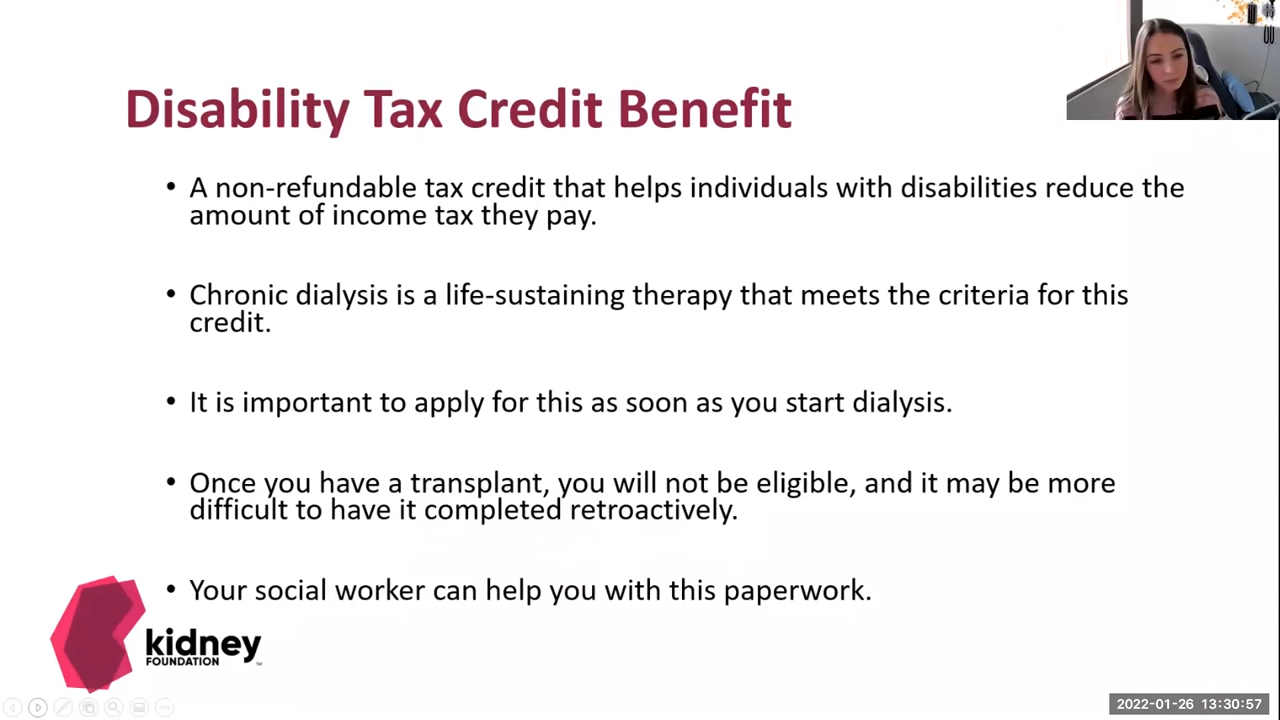 Disability Tax Credit Benefit
• A non-refundable tax credit that helps individuals with disabilities reduce the
amount of income tax they pay.
• Chronic dialysis is a life-sustaining therapy that meets the criteria for this
credit.
• It is important to apply for this as soon as you start dialysis.
• Once you have a transplant, you will not be eligible, and it may be more
difficult to have it completed retroactively.
• Your social worker can help you with this paperwork.
kidney
FOUNDATION™
2022-01-26 13:30:57